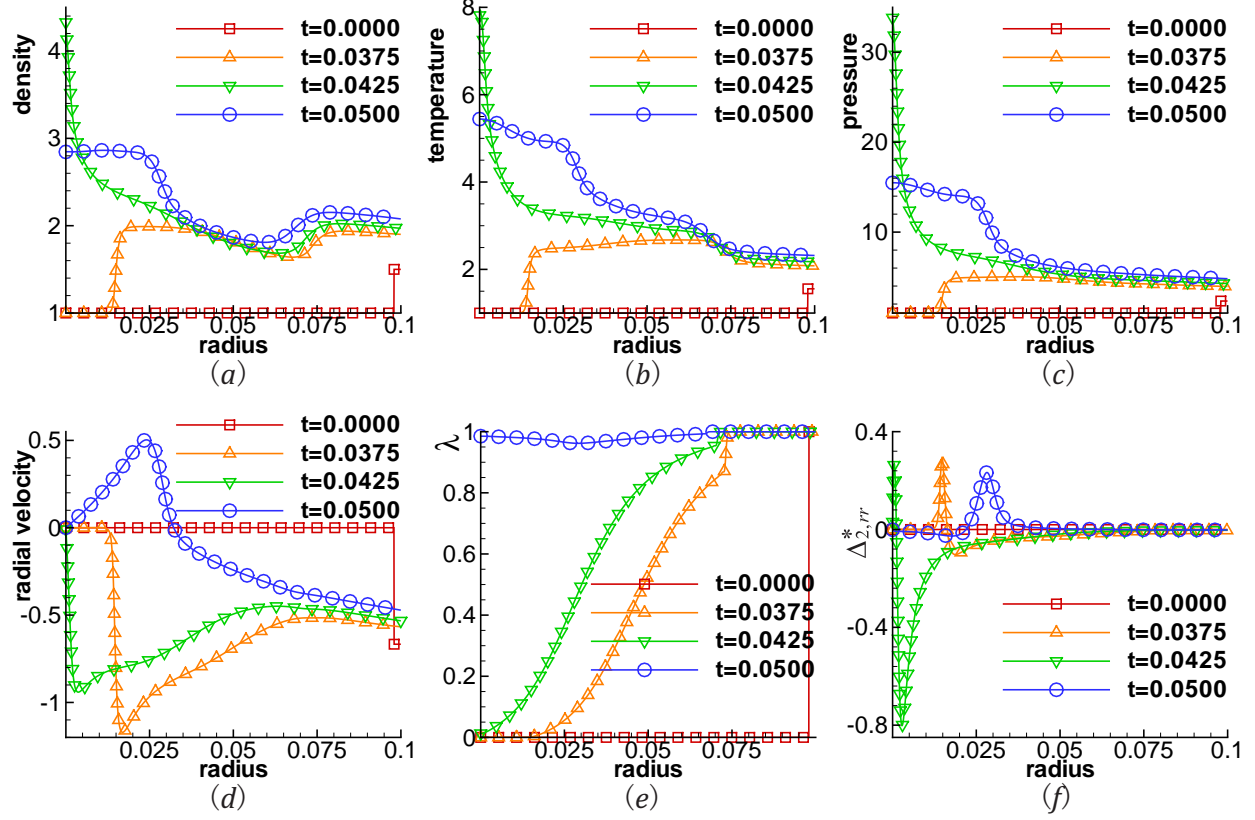 density
4
3
2
1
t=0.0000
t=0.0375
t=0.0425
t=0.0500
0.025 0.05 0.075 0.1
radius
(a)
temperature
8
6
4
2
t=0.0000
t=0.0375
t=0.0425
t=0.0500
0.025 0.05 0.075 0.1
radius
(b)
pressure
30
20
10
t=0.0000
t=0.0375
t=0.0425
t=0.0500
0.025 0.05 0.075 0.1
radius
(c)
radial velocity
0.5
0
-0.5
-1
t=0.0000
t=0.0375
t=0.0425
t=0.0500
0.025 0.05 0.075 0.1
radius
(d)
λ
1
0.8
0.6
0.4
0.2
0
t=0.0000
t=0.0375
t=0.0425
t=0.0500
0.025 0.05 0.075
radius
(e)
Δ*2,rr
0.4
0
-0.4
-0.8
t=0.0000
t=0.0375
t=0.0425
t=0.0500
0.025 0.05 0.075 0.1
radius
(f)